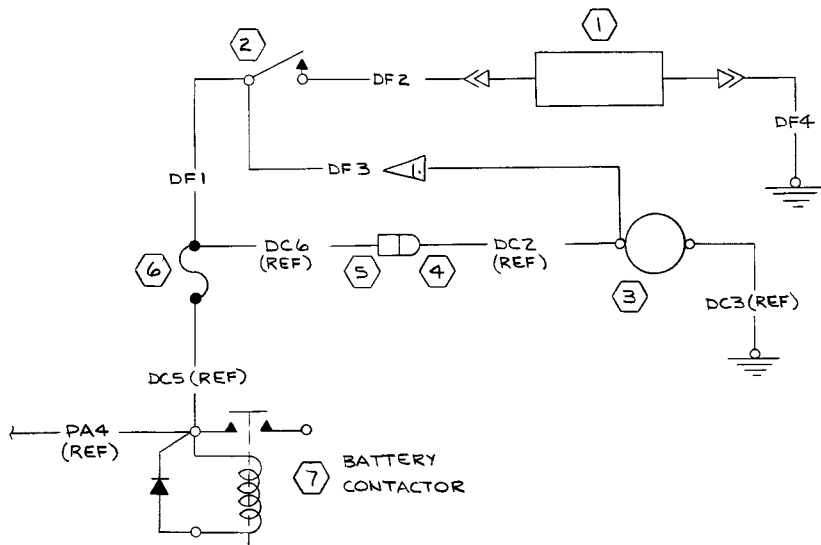 1
2
DF2
DF4
DF1
DF3
1.
DC6
(REF)
DC2
(REF)
6
5
4
3
DC3(REF)
DC5(REF)
PA4
(REF)
7
BATTERY
CONTACTOR